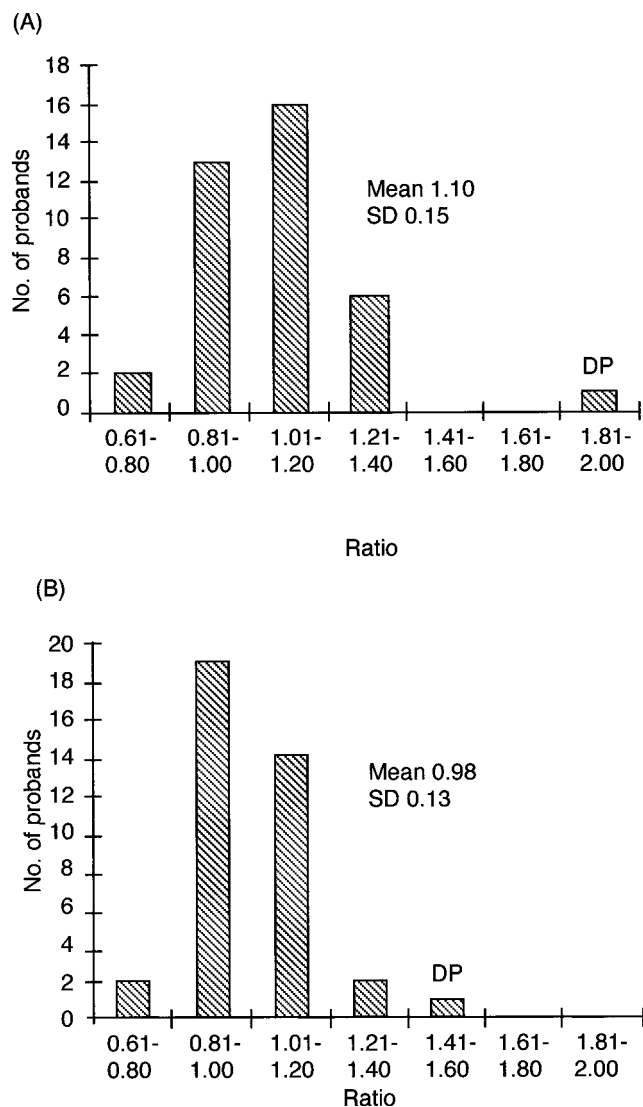 (A)
No. of probands
18
16
14
12
10
8
6
4
2
0
Mean 1.10
SD 0.15
DP
0.61- 0.81- 1.01- 1.21- 1.41- 1.61- 1.81-
0.80 1.00 1.20 1.40 1.60 1.80 2.00
Ratio
(B)
No. of probands
20
18
16
14
12
10
8
6
4
2
0
Mean 0.98
SD 0.13
DP
0.61- 0.81- 1.01- 1.21- 1.41- 1.61- 1.81-
0.80 1.00 1.20 1.40 1.60 1.80 2.00
Ratio